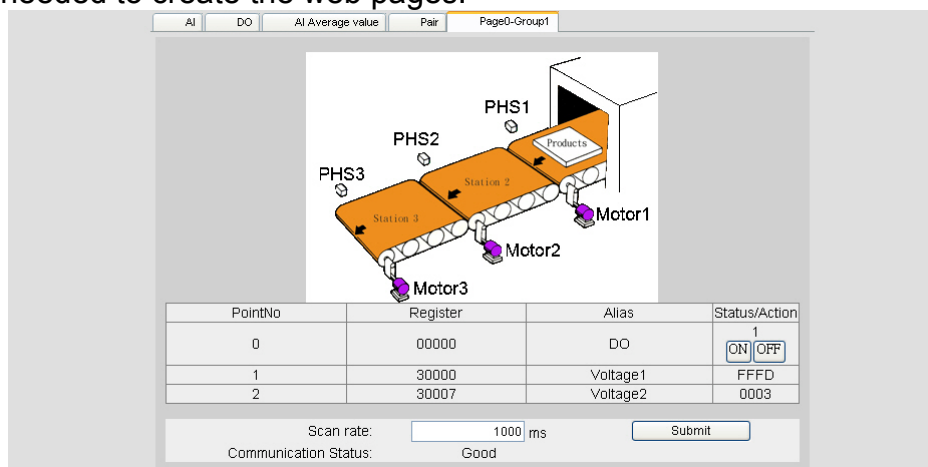 needed to create the web pages.
AI DO AI Average value Pair Page0-Group1
PHS1
PHS2
Products
PHS3
Station 2
Motor1
Station 3
Motor2
Motor3
PointNo Register Alias Status/Action
0 00000 DO 1 ON OFF
1 30000 Voltage1 FFFD
2 30007 Voltage2 0003
Scan rate: 1000 ms Submit
Communication Status: Good